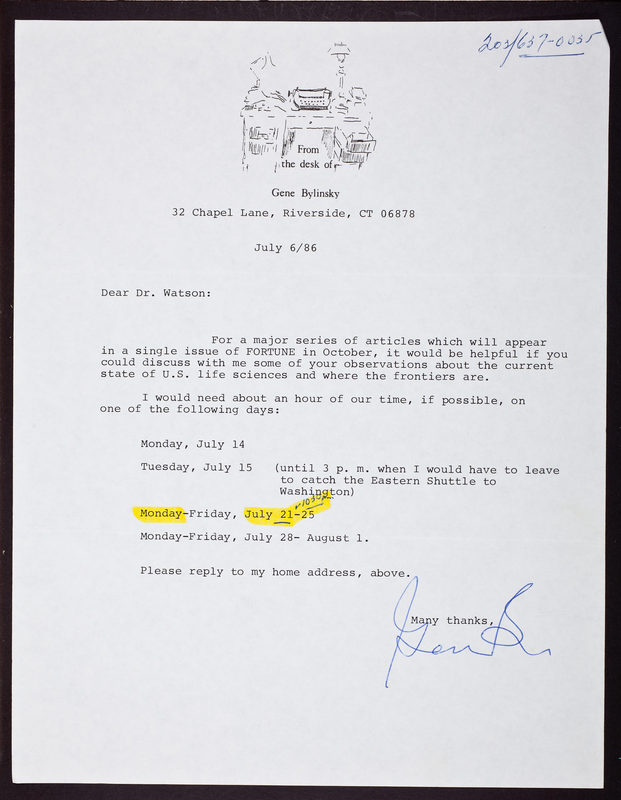 203/637-0035
From
the desk of
Gene Bylinsky
32 Chapel Lane, Riverside, CT 06878
July 6/86
Dear Dr. Watson:
For a major series of articles which will appear
in a single issue of FORTUNE in October, it would be helpful if you
could discuss with me some of your observations about the current
state of U.S. life sciences and where the frontiers are.
I would need about an hour of our time, if possible, on
one of the following days:
Monday, July 14
Tuesday, July 15 (until 3 p. m. when I would have to leave
to catch the Eastern Shuttle to
Washington)
Monday-Friday, July 21-25
Monday-Friday, July 28- August 1.
Please reply to my home address, above.
Many thanks,
Gene B